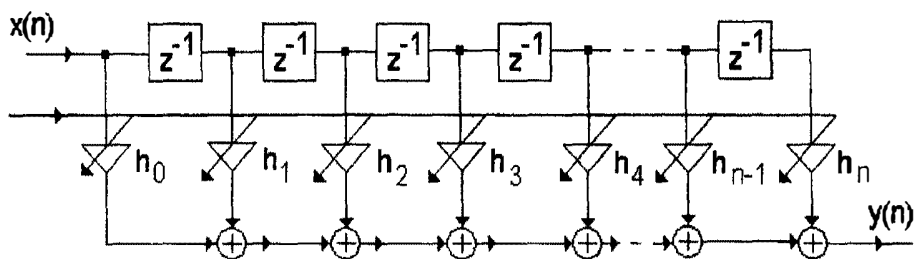 x(n)
z⁻¹ z⁻¹ z⁻¹ z⁻¹ z⁻¹
h₀ h₁ h₂ h₃ h₄ hₙ₋₁ hₙ
+ + + + + +
y(n)